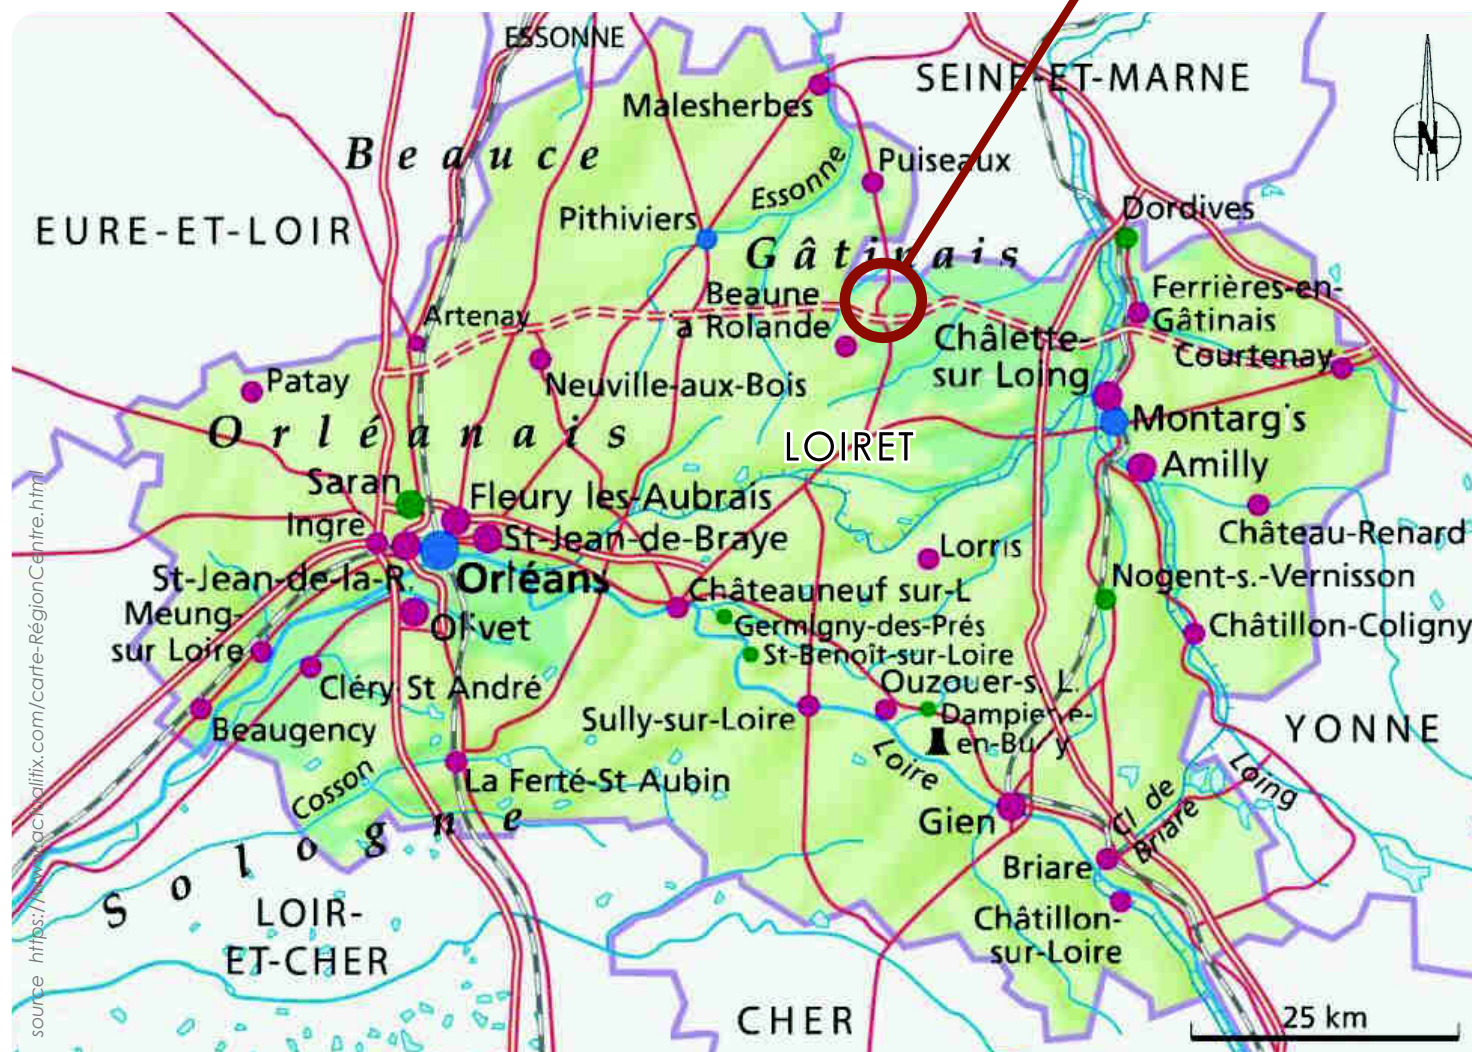 ESSONNE
SEINE-ET-MARNE
Malesherbes
N
Beauce
Puiseaux
Essonne
EURE-ET-LOIR
Pithiviers
Dordives
Gâtinais
Beaune
a Rolande
Ferrières-en-
Gâtinais
Artenay
Châlette-
sur Loing
Courtenay
Patay
Neuville-aux-Bois
Montarg's
Orléanais
LOIRET
Amilly
Saran
Fleury les-Aubrais
Ingre
St-Jean-de-Braye
Château-Renard
Lorris
St-Jean-de-la-R.
Orléans
Châteauneuf sur-L
Nogent-s.-Vernisson
Meung-
sur Loire
Olivet
Germigny-des-Prés
Châtillon-Coligny
St-Benoît-sur-Loire
Cléry St André
Ouzouer-s. L.
Beaugency
Sully-sur-Loire
Dampierre-
en-Bu y
YONNE
Loire
Loing
Cosson
La Ferté-St Aubin
Gien
Cl de
Briare
Sologne
Briare
LOIR-
ET-CHER
Châtillon-
sur-Loire
CHER
25 km
source https://www.actualitix.com/carte-RégionCentre.html